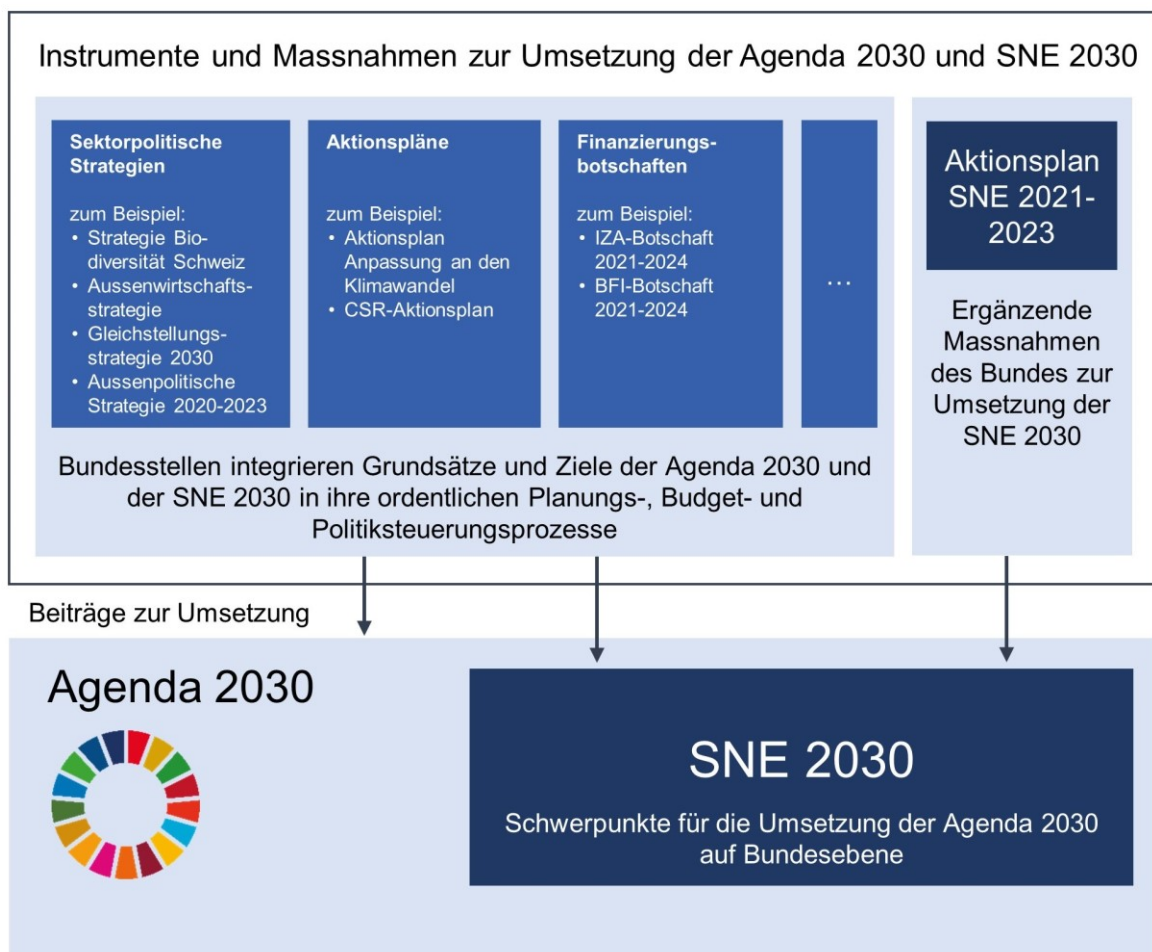 Instrumente und Massnahmen zur Umsetzung der Agenda 2030 und SNE 2030
Sektorpolitische
Strategien
zum Beispiel:
• Strategie Bio-
diversität Schweiz
• Aussenwirtschafts-
strategie
• Gleichstellungs-
strategie 2030
• Aussenpolitische
Strategie 2020-2023
Aktionspläne
zum Beispiel:
• Aktionsplan
Anpassung an den
Klimawandel
• CSR-Aktionsplan
Finanzierungs-
botschaften
zum Beispiel:
• IZA-Botschaft
2021-2024
• BFI-Botschaft
2021-2024
...
Bundesstellen integrieren Grundsätze und Ziele der Agenda 2030 und
der SNE 2030 in ihre ordentlichen Planungs-, Budget- und
Politiksteuerungsprozesse
Aktionsplan
SNE 2021-
2023
Ergänzende
Massnahmen
des Bundes zur
Umsetzung der
SNE 2030
Beiträge zur Umsetzung
Agenda 2030
SNE 2030
Schwerpunkte für die Umsetzung der Agenda 2030
auf Bundesebene